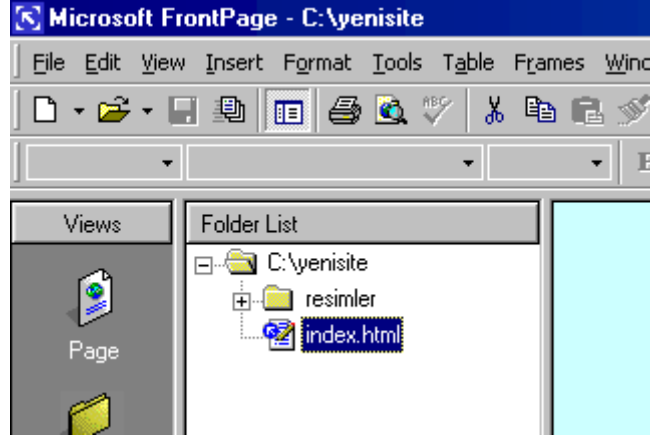 Microsoft FrontPage - C:\yenisite
File Edit View Insert Format Tools Table Frames
ABC
Views
Folder List
C:\yenisite
resimler
index.html
Page